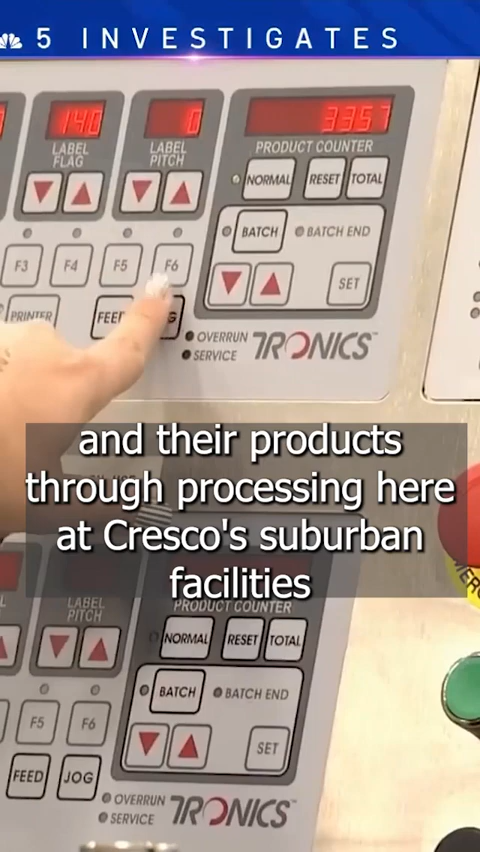 5 INVESTIGATES
140
0
3357
LABEL FLAG
LABEL PITCH
PRODUCT COUNTER
NORMAL RESET TOTAL
BATCH BATCH END
F3 F4 F5 F6
SET
PRINTER FEED
OVERRUN
SERVICE
TRONICS
and their products
through processing here
at Cresco's suburban
facilities
LABEL PITCH
PRODUCT COUNTER
NORMAL RESET TOTAL
BATCH BATCH END
F5 F6
SET
FEED JOG
OVERRUN
SERVICE
TRONICS